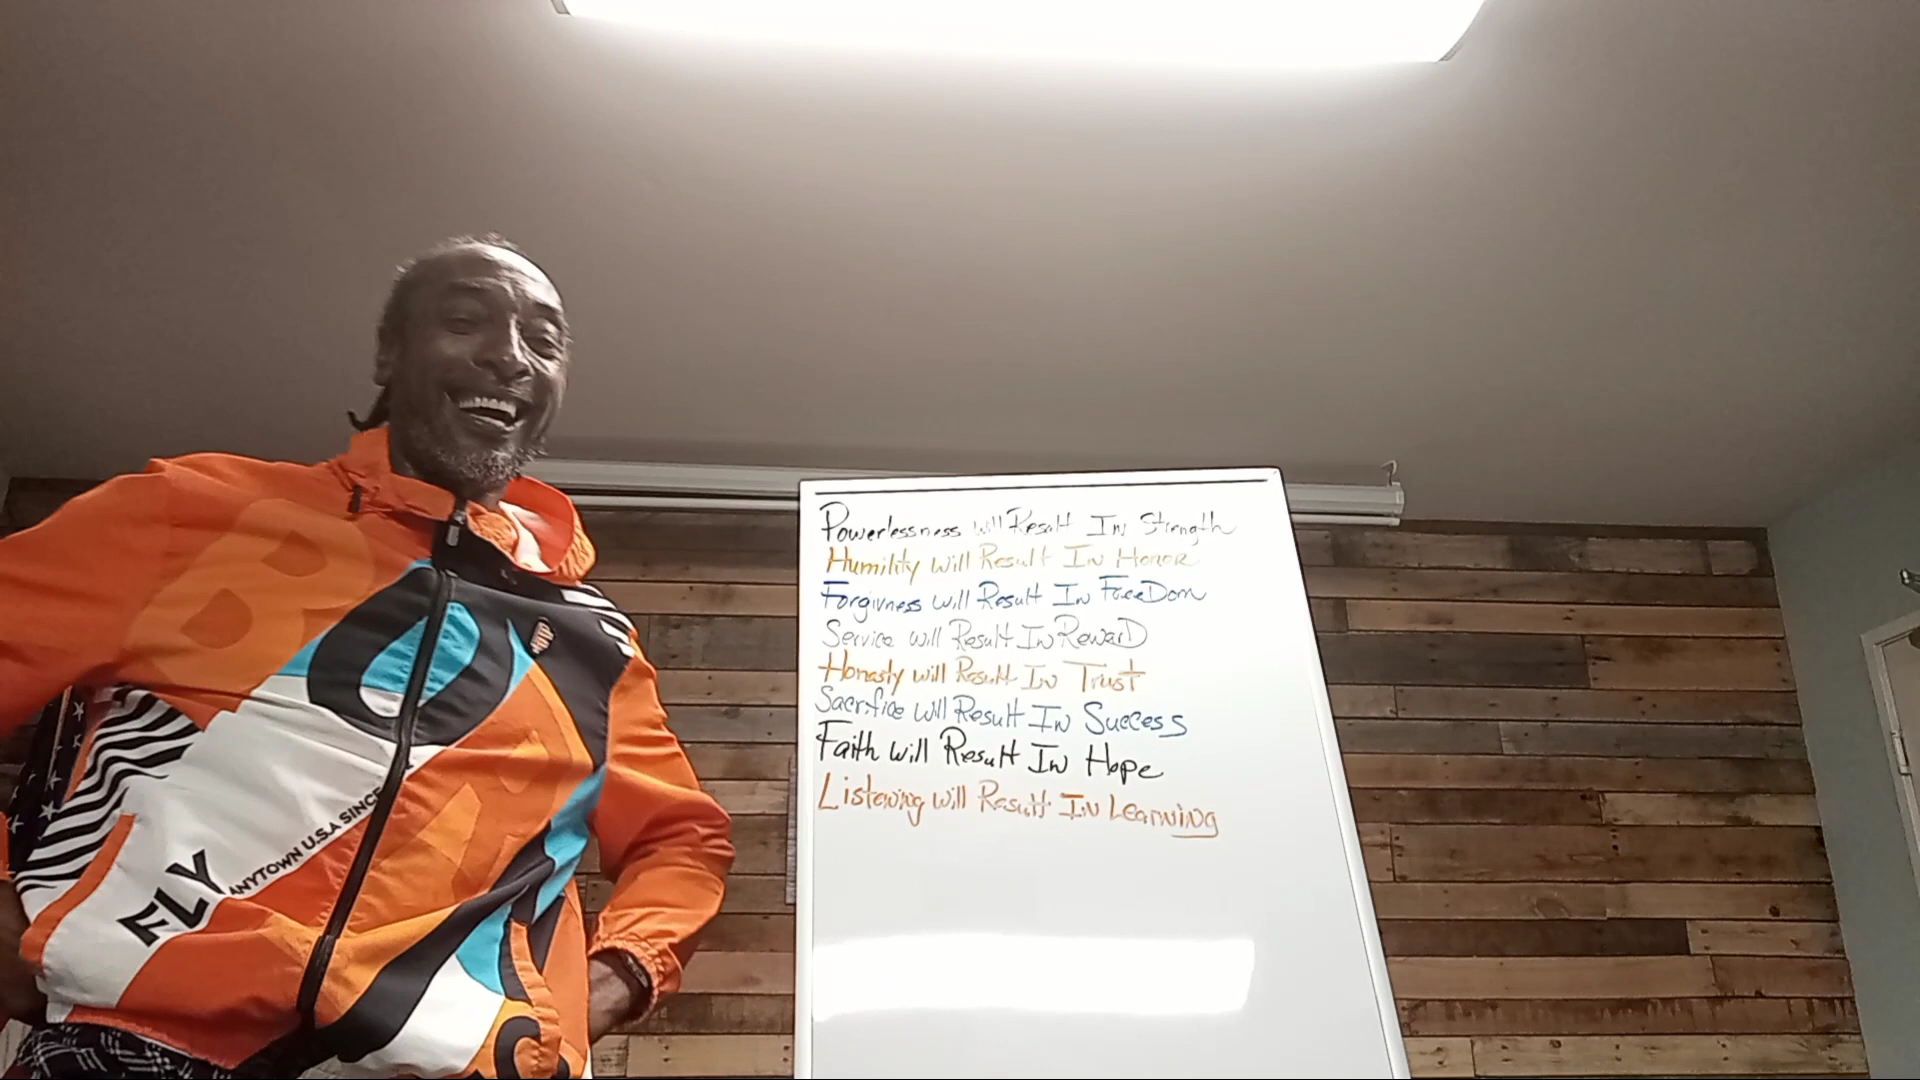 Powerlessness will Result In Strength
Humility Will Result In Honor
Forgivness will Result In FreeDom
Service will Result In RewarD
Honesty will Result In Trust
Sacrifice will Result In Success
Faith will Result In Hope
Listening will Result In Learning
FLY
ANYTOWN U.S.A SINCE